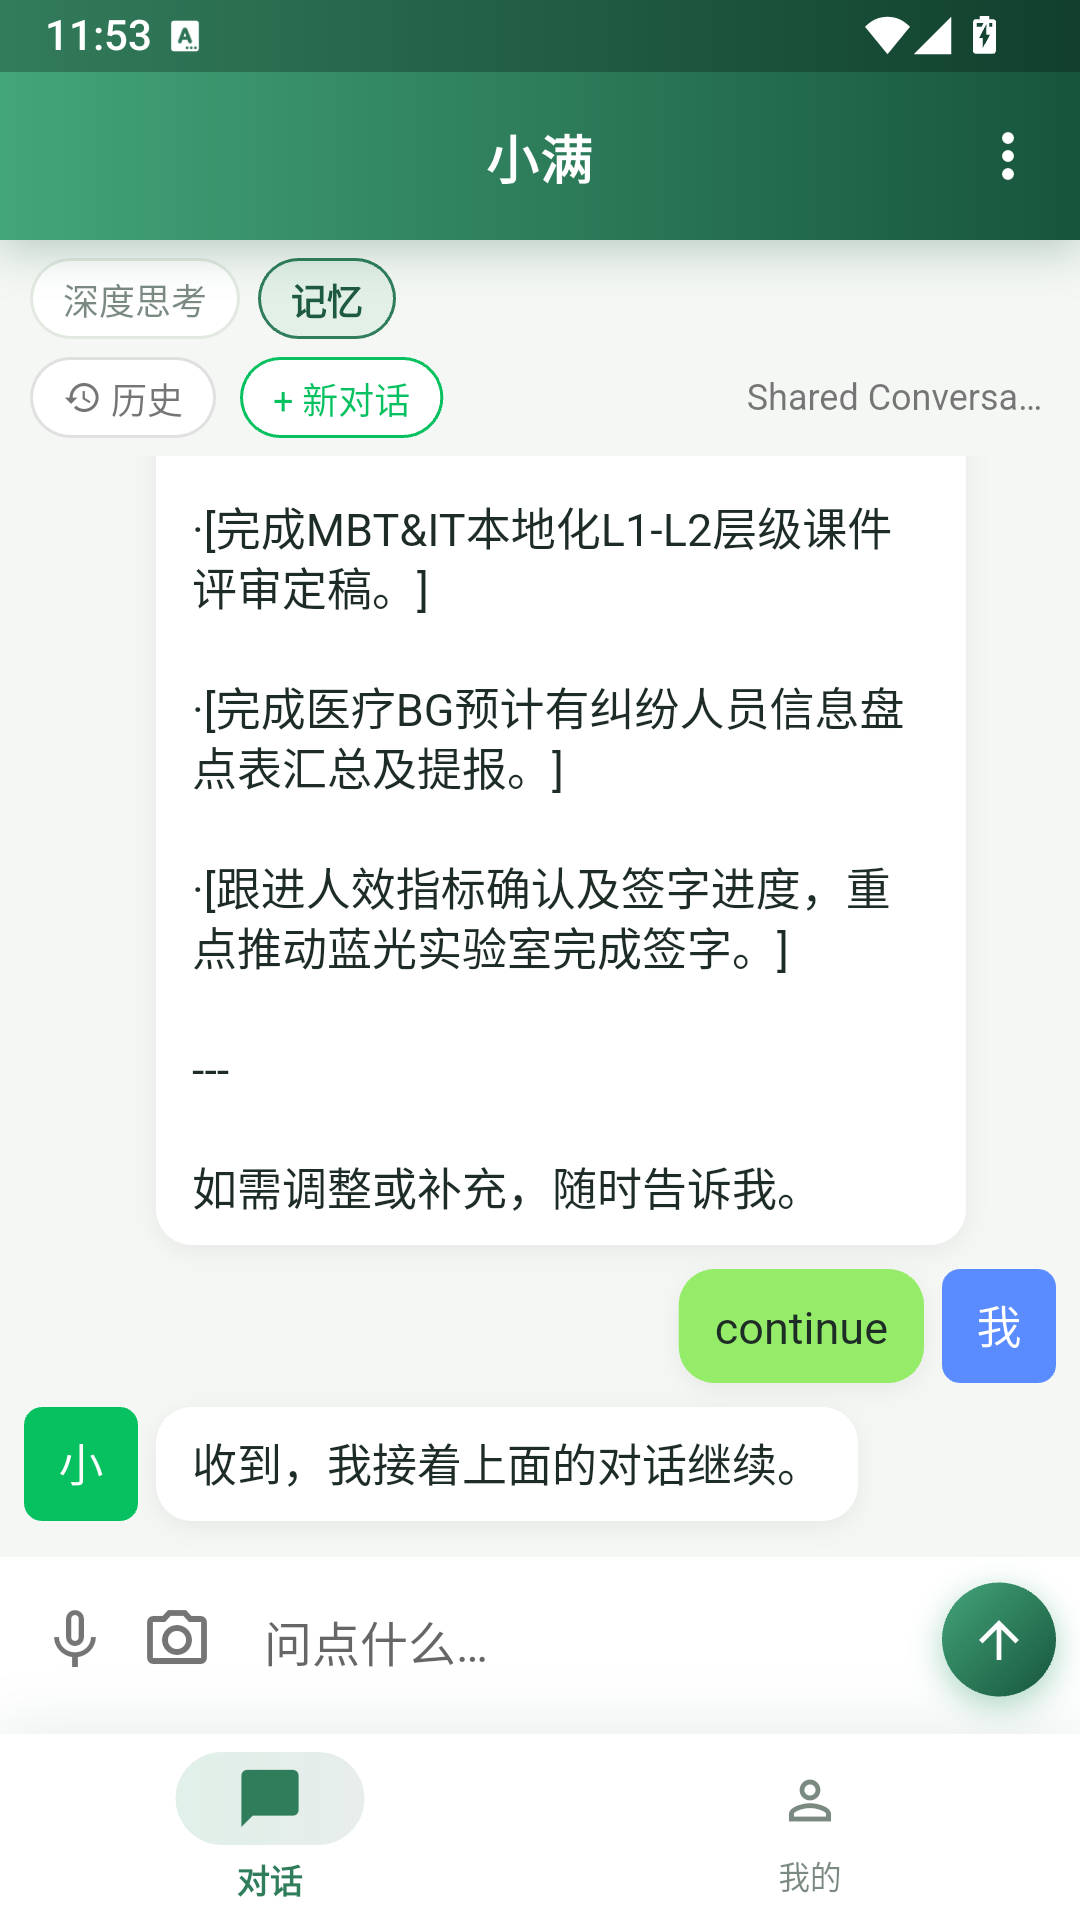 11:53
小满
深度思考
记忆
历史
+ 新对话
Shared Conversa...
·[完成MBT&IT本地化L1-L2层级课件
评审定稿。]
·[完成医疗BG预计有纠纷人员信息盘
点表汇总及提报。]
·[跟进人效指标确认及签字进度，重
点推动蓝光实验室完成签字。]
---
如需调整或补充，随时告诉我。
continue
我
小
收到，我接着上面的对话继续。
问点什么...
对话
我的